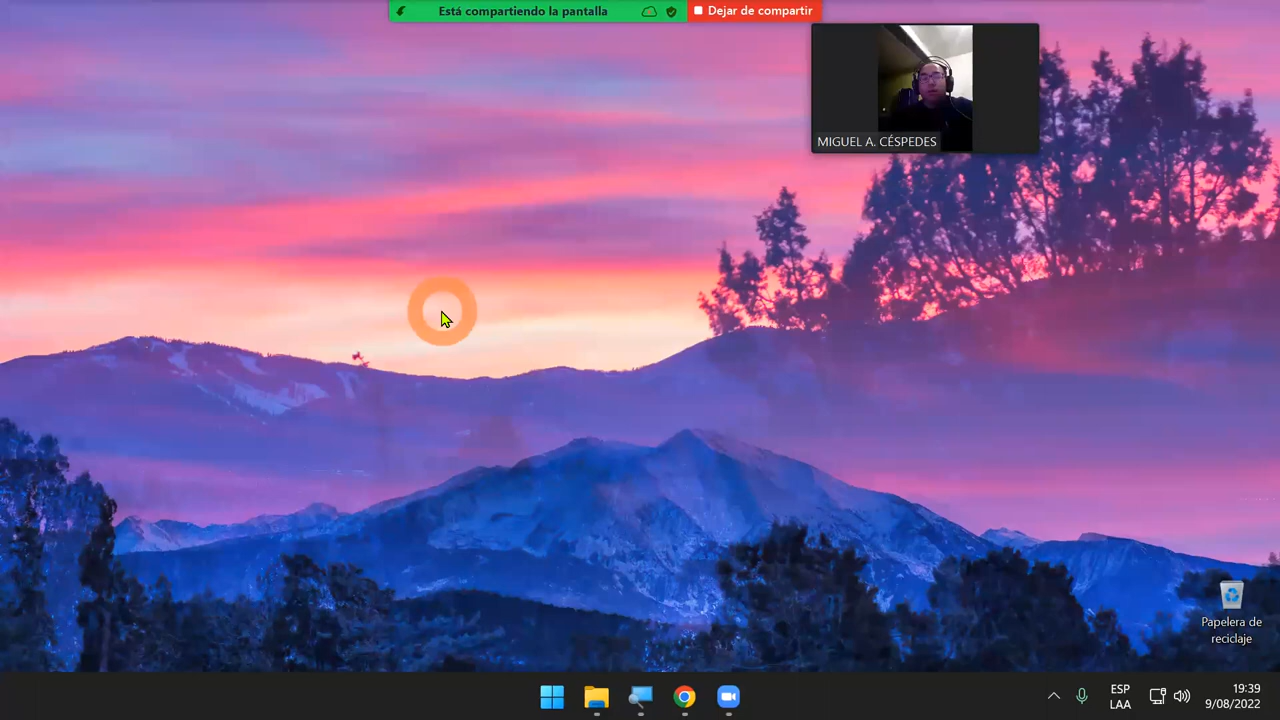 Está compartiendo la pantalla
Dejar de compartir
MIGUEL A. CÉSPEDES
Papelera de
reciclaje
ESP
LAA
19:39
9/08/2022